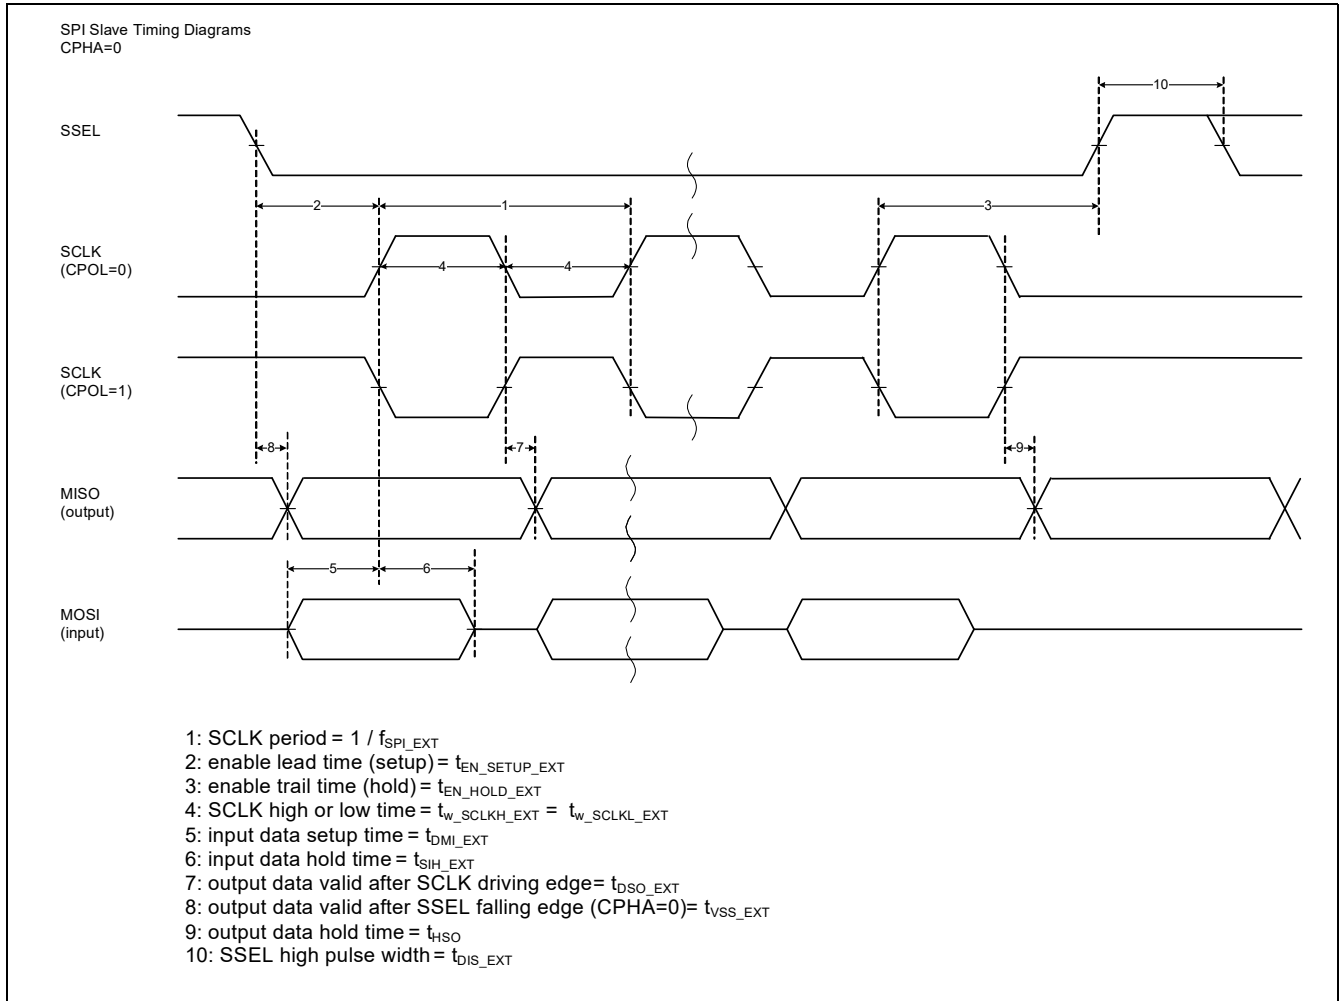 SPI Slave Timing Diagrams
CPHA=0
10
SSEL
2
1
3
SCLK
(CPOL=0)
4
4
SCLK
(CPOL=1)
8
7
9
MISO
(output)
5
6
MOSI
(input)
1: SCLK period = 1 / fSPI_EXT
2: enable lead time (setup) = tEN_SETUP_EXT
3: enable trail time (hold) = tEN_HOLD_EXT
4: SCLK high or low time = tw_SCLKH_EXT = tw_SCLKL_EXT
5: input data setup time = tDMI_EXT
6: input data hold time = tSIH_EXT
7: output data valid after SCLK driving edge= tDSO_EXT
8: output data valid after SSEL falling edge (CPHA=0)= tVSS_EXT
9: output data hold time = tHSO
10: SSEL high pulse width = tDIS_EXT